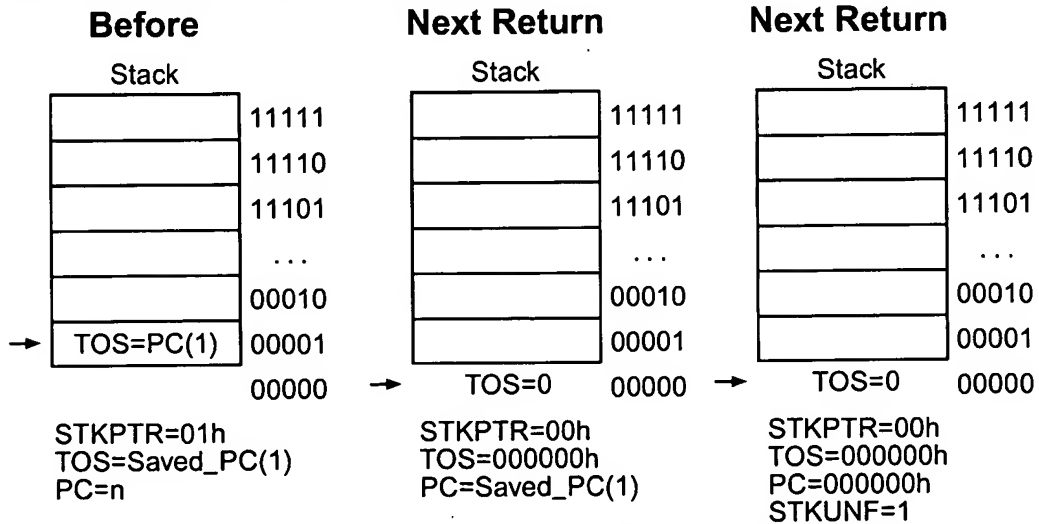 Before
Stack
11111
11110
11101
...
00010
→ TOS=PC(1) 00001
00000
STKPTR=01h
TOS=Saved_PC(1)
PC=n
Next Return
Stack
11111
11110
11101
...
00010
00001
→ TOS=0 00000
STKPTR=00h
TOS=000000h
PC=Saved_PC(1)
Next Return
Stack
11111
11110
11101
...
00010
00001
→ TOS=0 00000
STKPTR=00h
TOS=000000h
PC=000000h
STKUNF=1